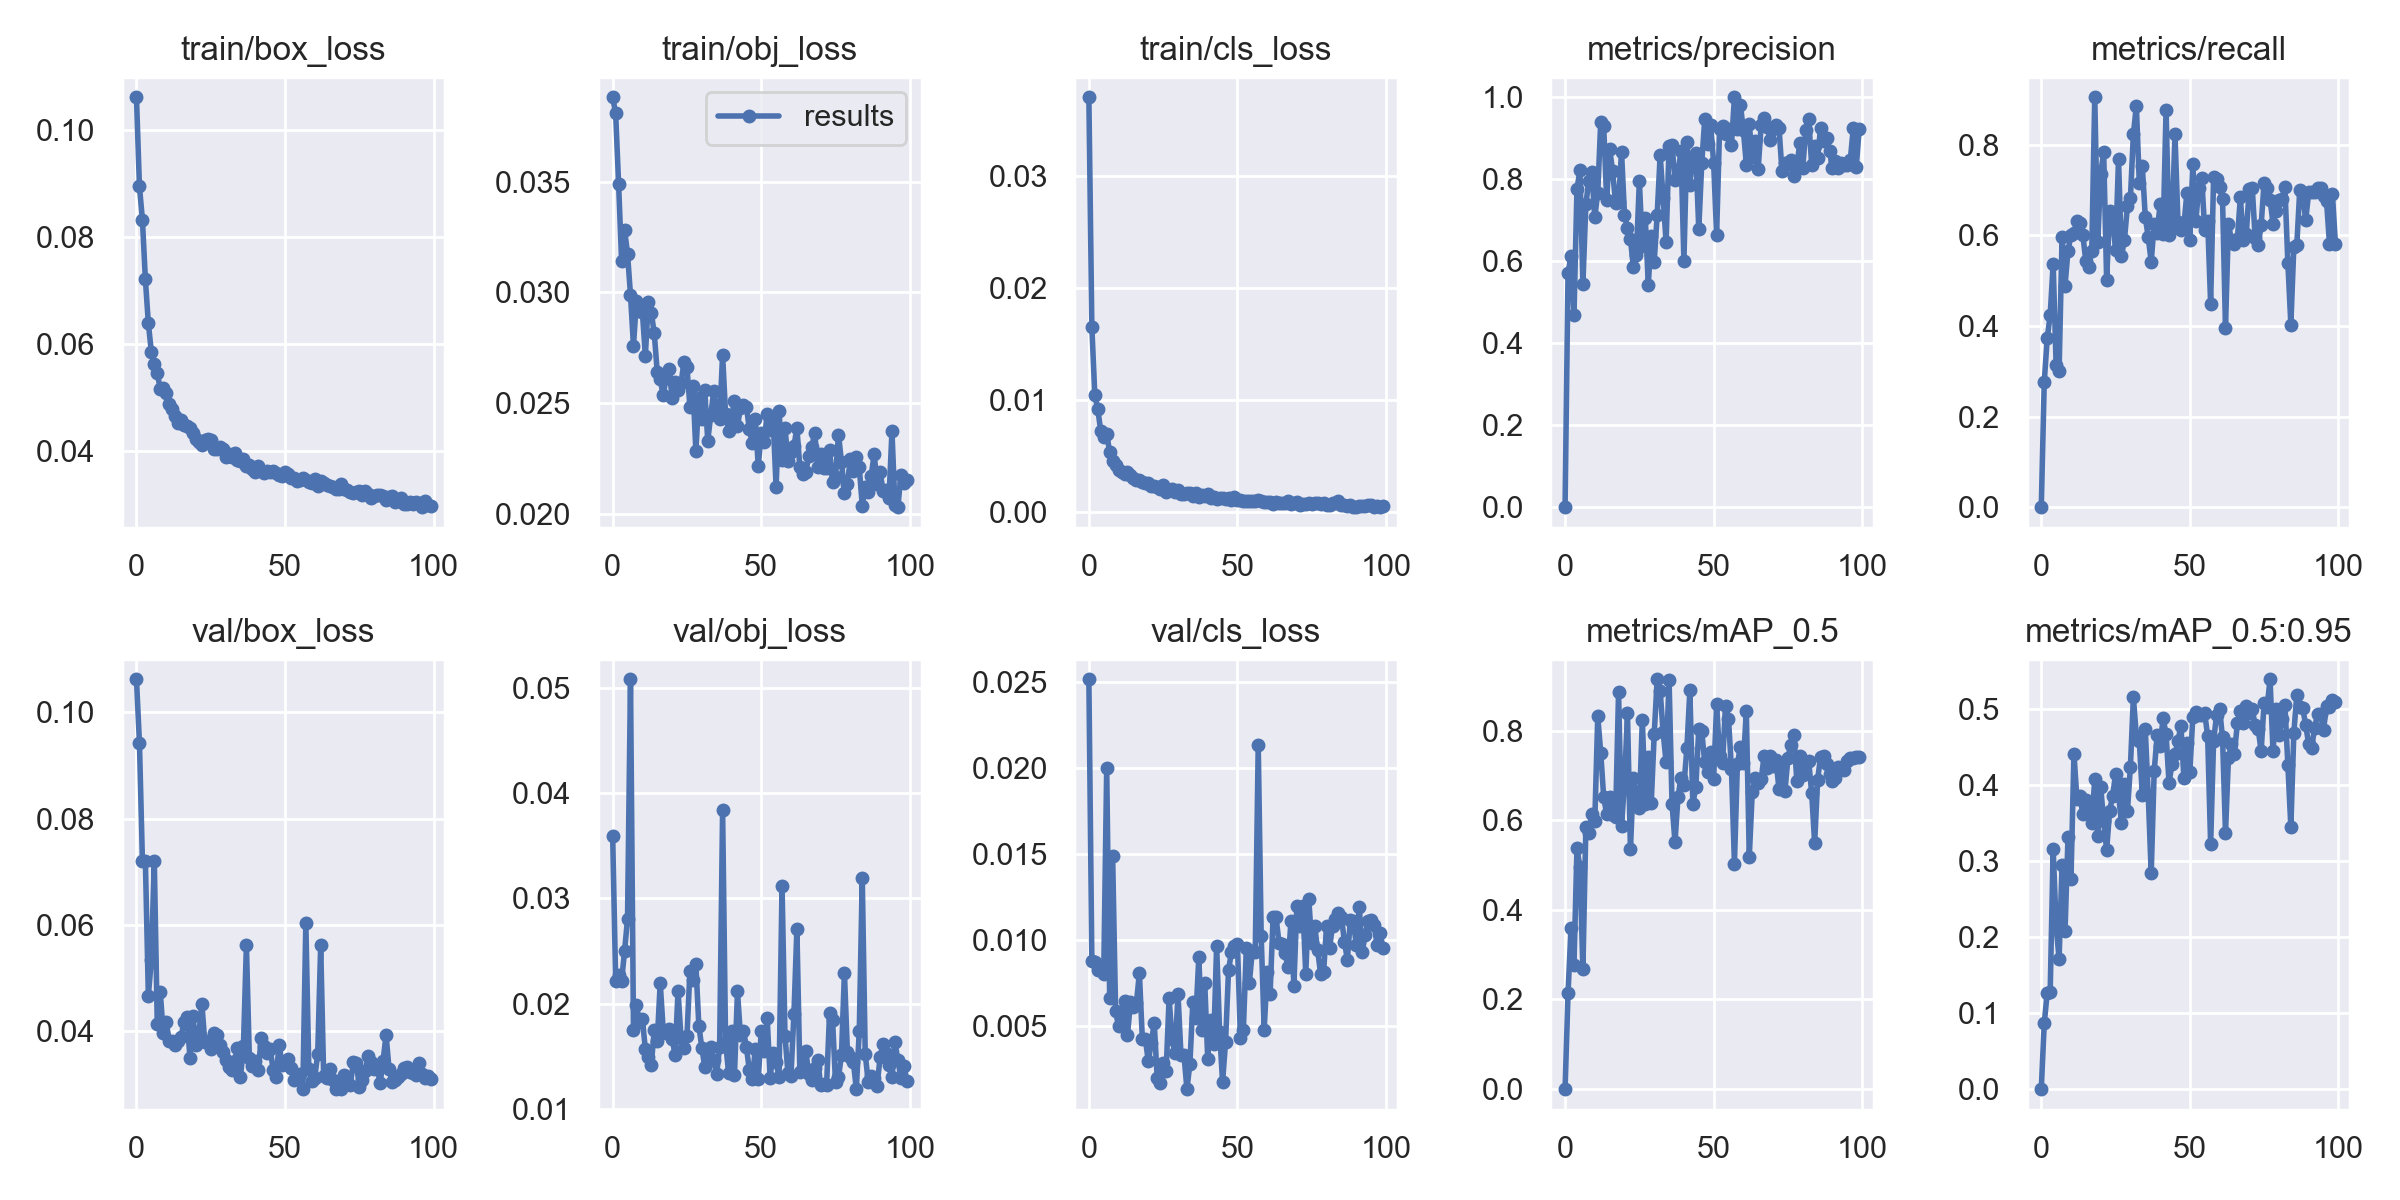 train/box_loss
0.10
0.08
0.06
0.04
0 50 100
train/obj_loss
results
0.035
0.030
0.025
0.020
0 50 100
train/cls_loss
0.03
0.02
0.01
0.00
0 50 100
metrics/precision
1.0
0.8
0.6
0.4
0.2
0.0
0 50 100
metrics/recall
0.8
0.6
0.4
0.2
0.0
0 50 100
val/box_loss
0.10
0.08
0.06
0.04
0 50 100
val/obj_loss
0.05
0.04
0.03
0.02
0.01
0 50 100
val/cls_loss
0.025
0.020
0.015
0.010
0.005
0 50 100
metrics/mAP_0.5
0.8
0.6
0.4
0.2
0.0
0 50 100
metrics/mAP_0.5:0.95
0.5
0.4
0.3
0.2
0.1
0.0
0 50 100